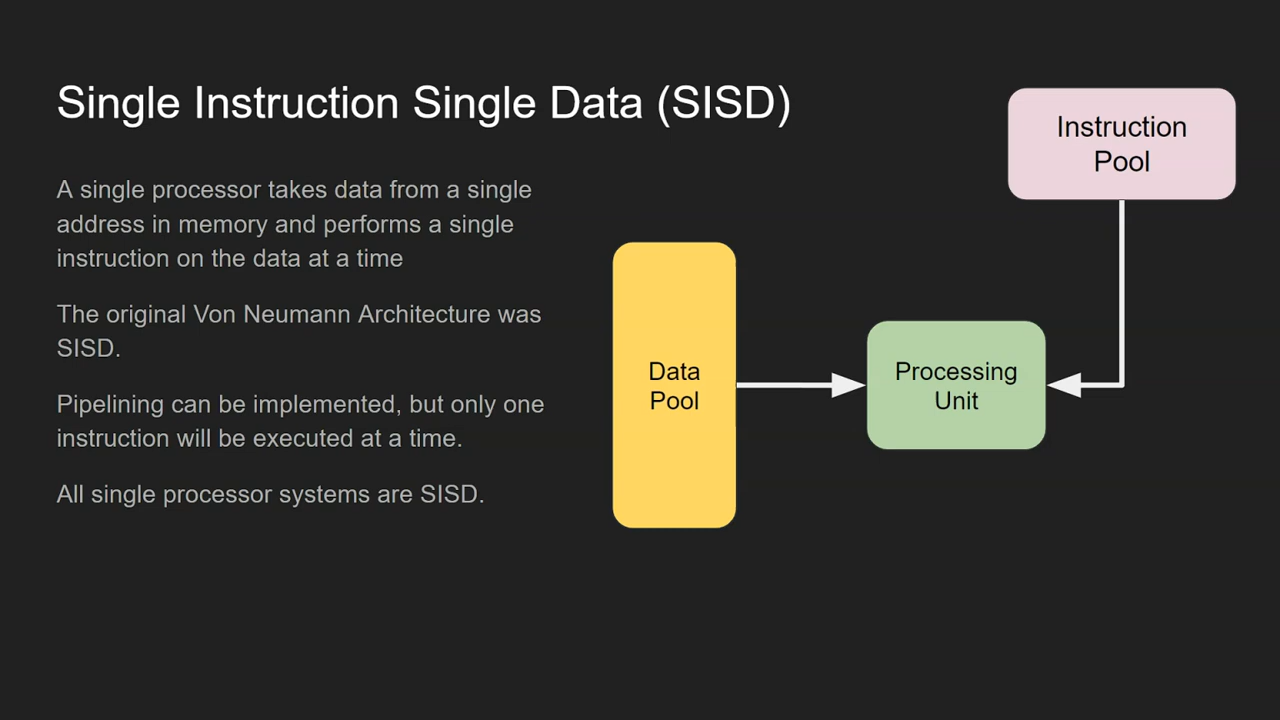 Single Instruction Single Data (SISD)
A single processor takes data from a single
address in memory and performs a single
instruction on the data at a time
The original Von Neumann Architecture was
SISD.
Pipelining can be implemented, but only one
instruction will be executed at a time.
All single processor systems are SISD.
Instruction
Pool
Data
Pool
Processing
Unit